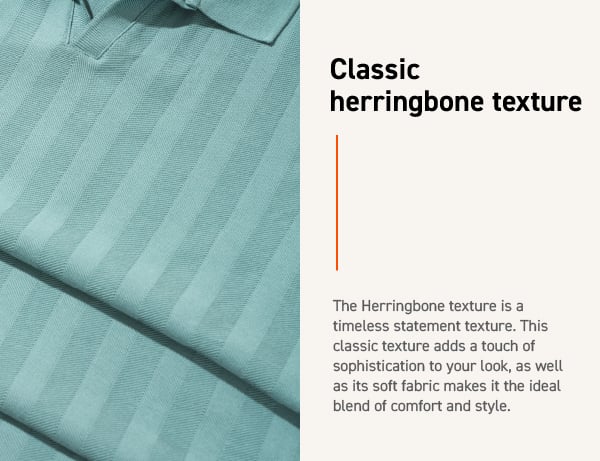 Classic
herringbone texture
The Herringbone texture is a
timeless statement texture. This
classic texture adds a touch of
sophistication to your look, as well
as its soft fabric makes it the ideal
blend of comfort and style.